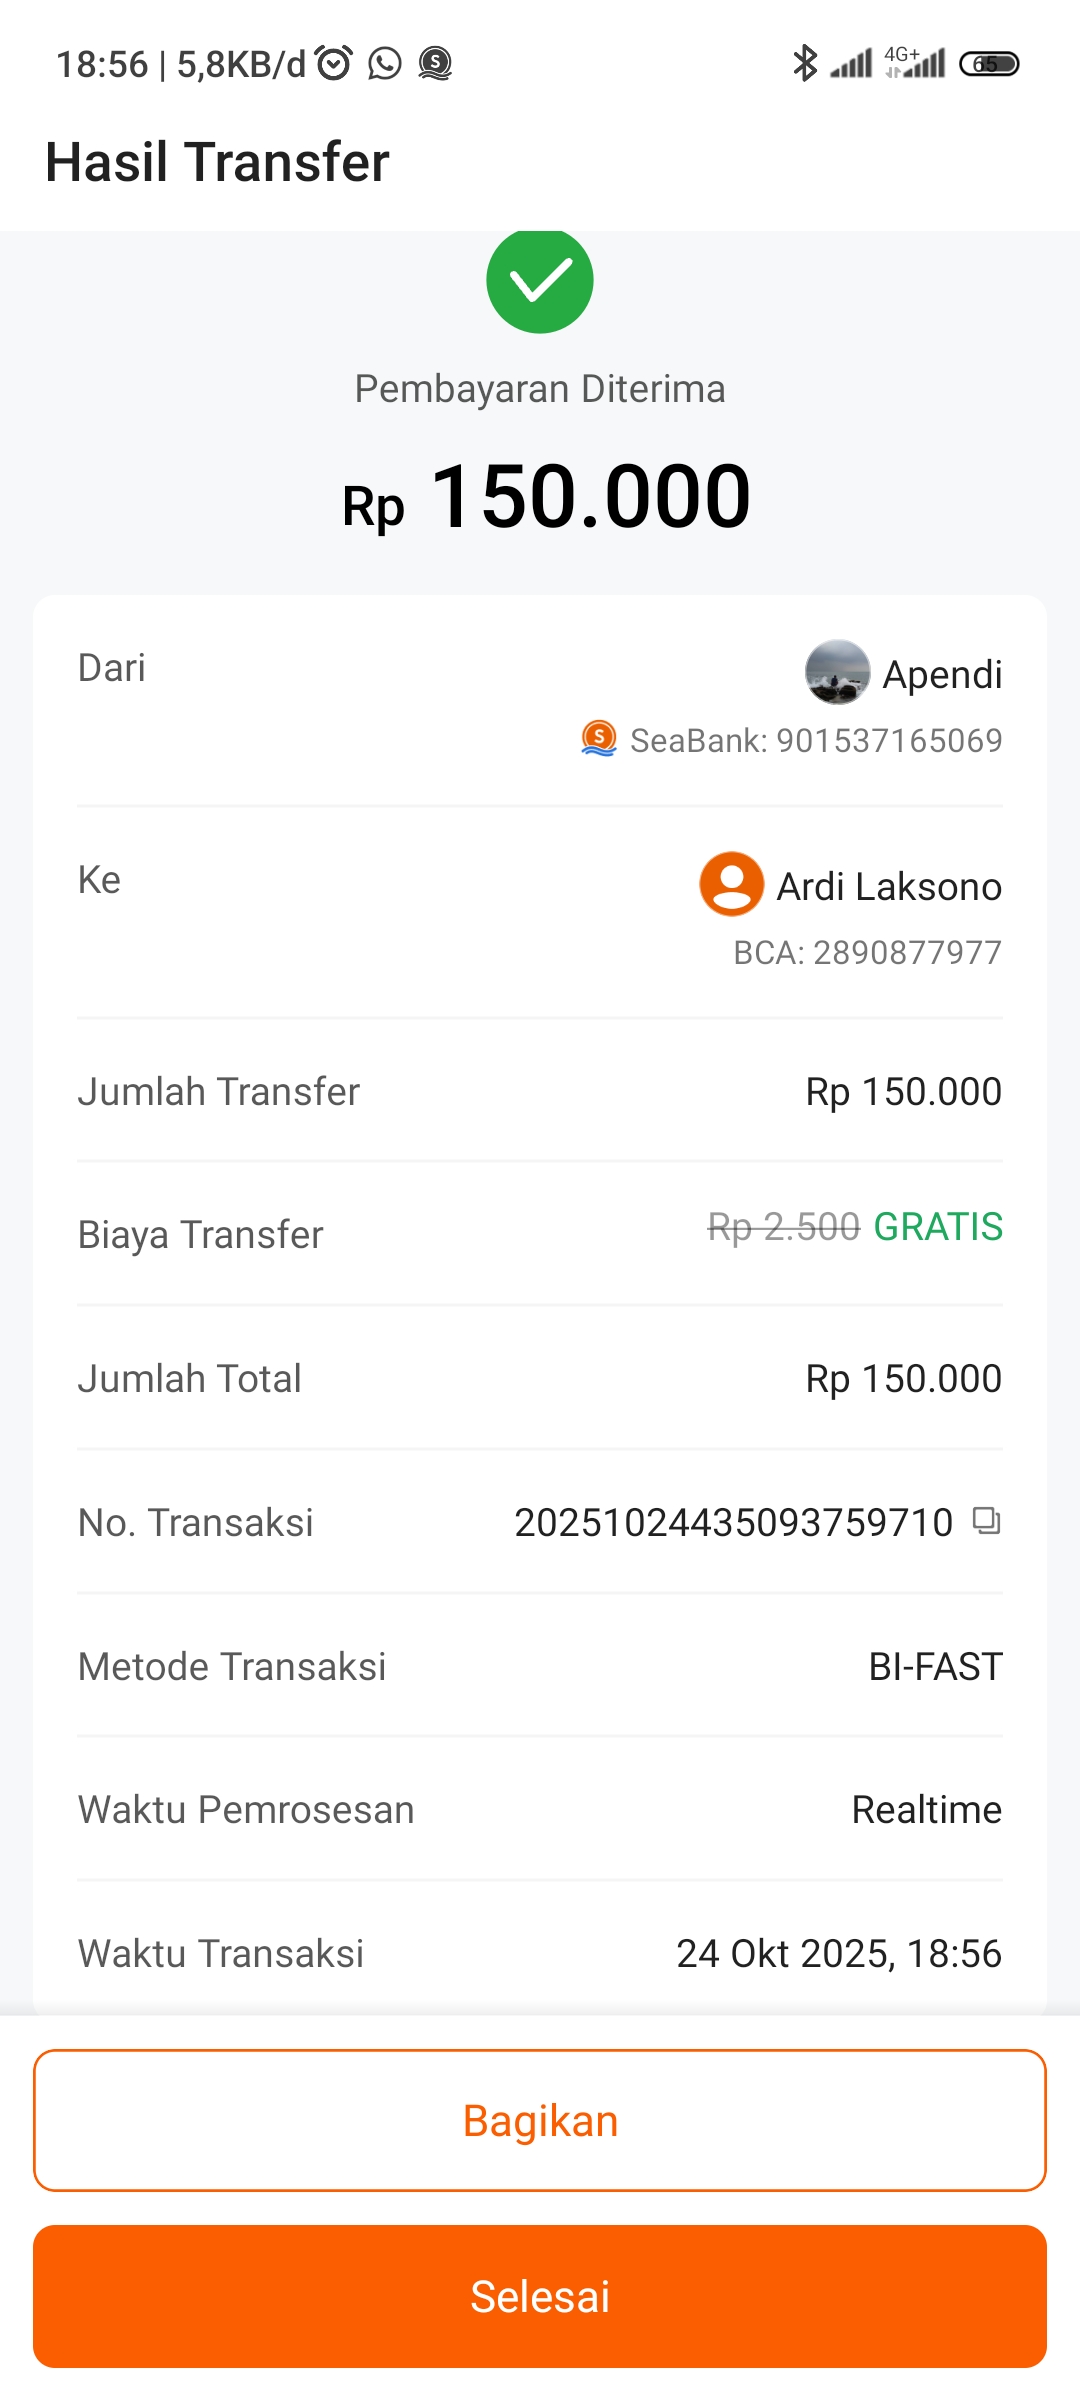 18:56 | 5,8KB/d
4G+
65
Hasil Transfer
Pembayaran Diterima
Rp 150.000
Dari
Apendi
SeaBank: 901537165069
Ke
Ardi Laksono
BCA: 2890877977
Jumlah Transfer
Rp 150.000
Biaya Transfer
Rp 2.500 GRATIS
Jumlah Total
Rp 150.000
No. Transaksi
20251024435093759710
Metode Transaksi
BI-FAST
Waktu Pemrosesan
Realtime
Waktu Transaksi
24 Okt 2025, 18:56
Bagikan
Selesai